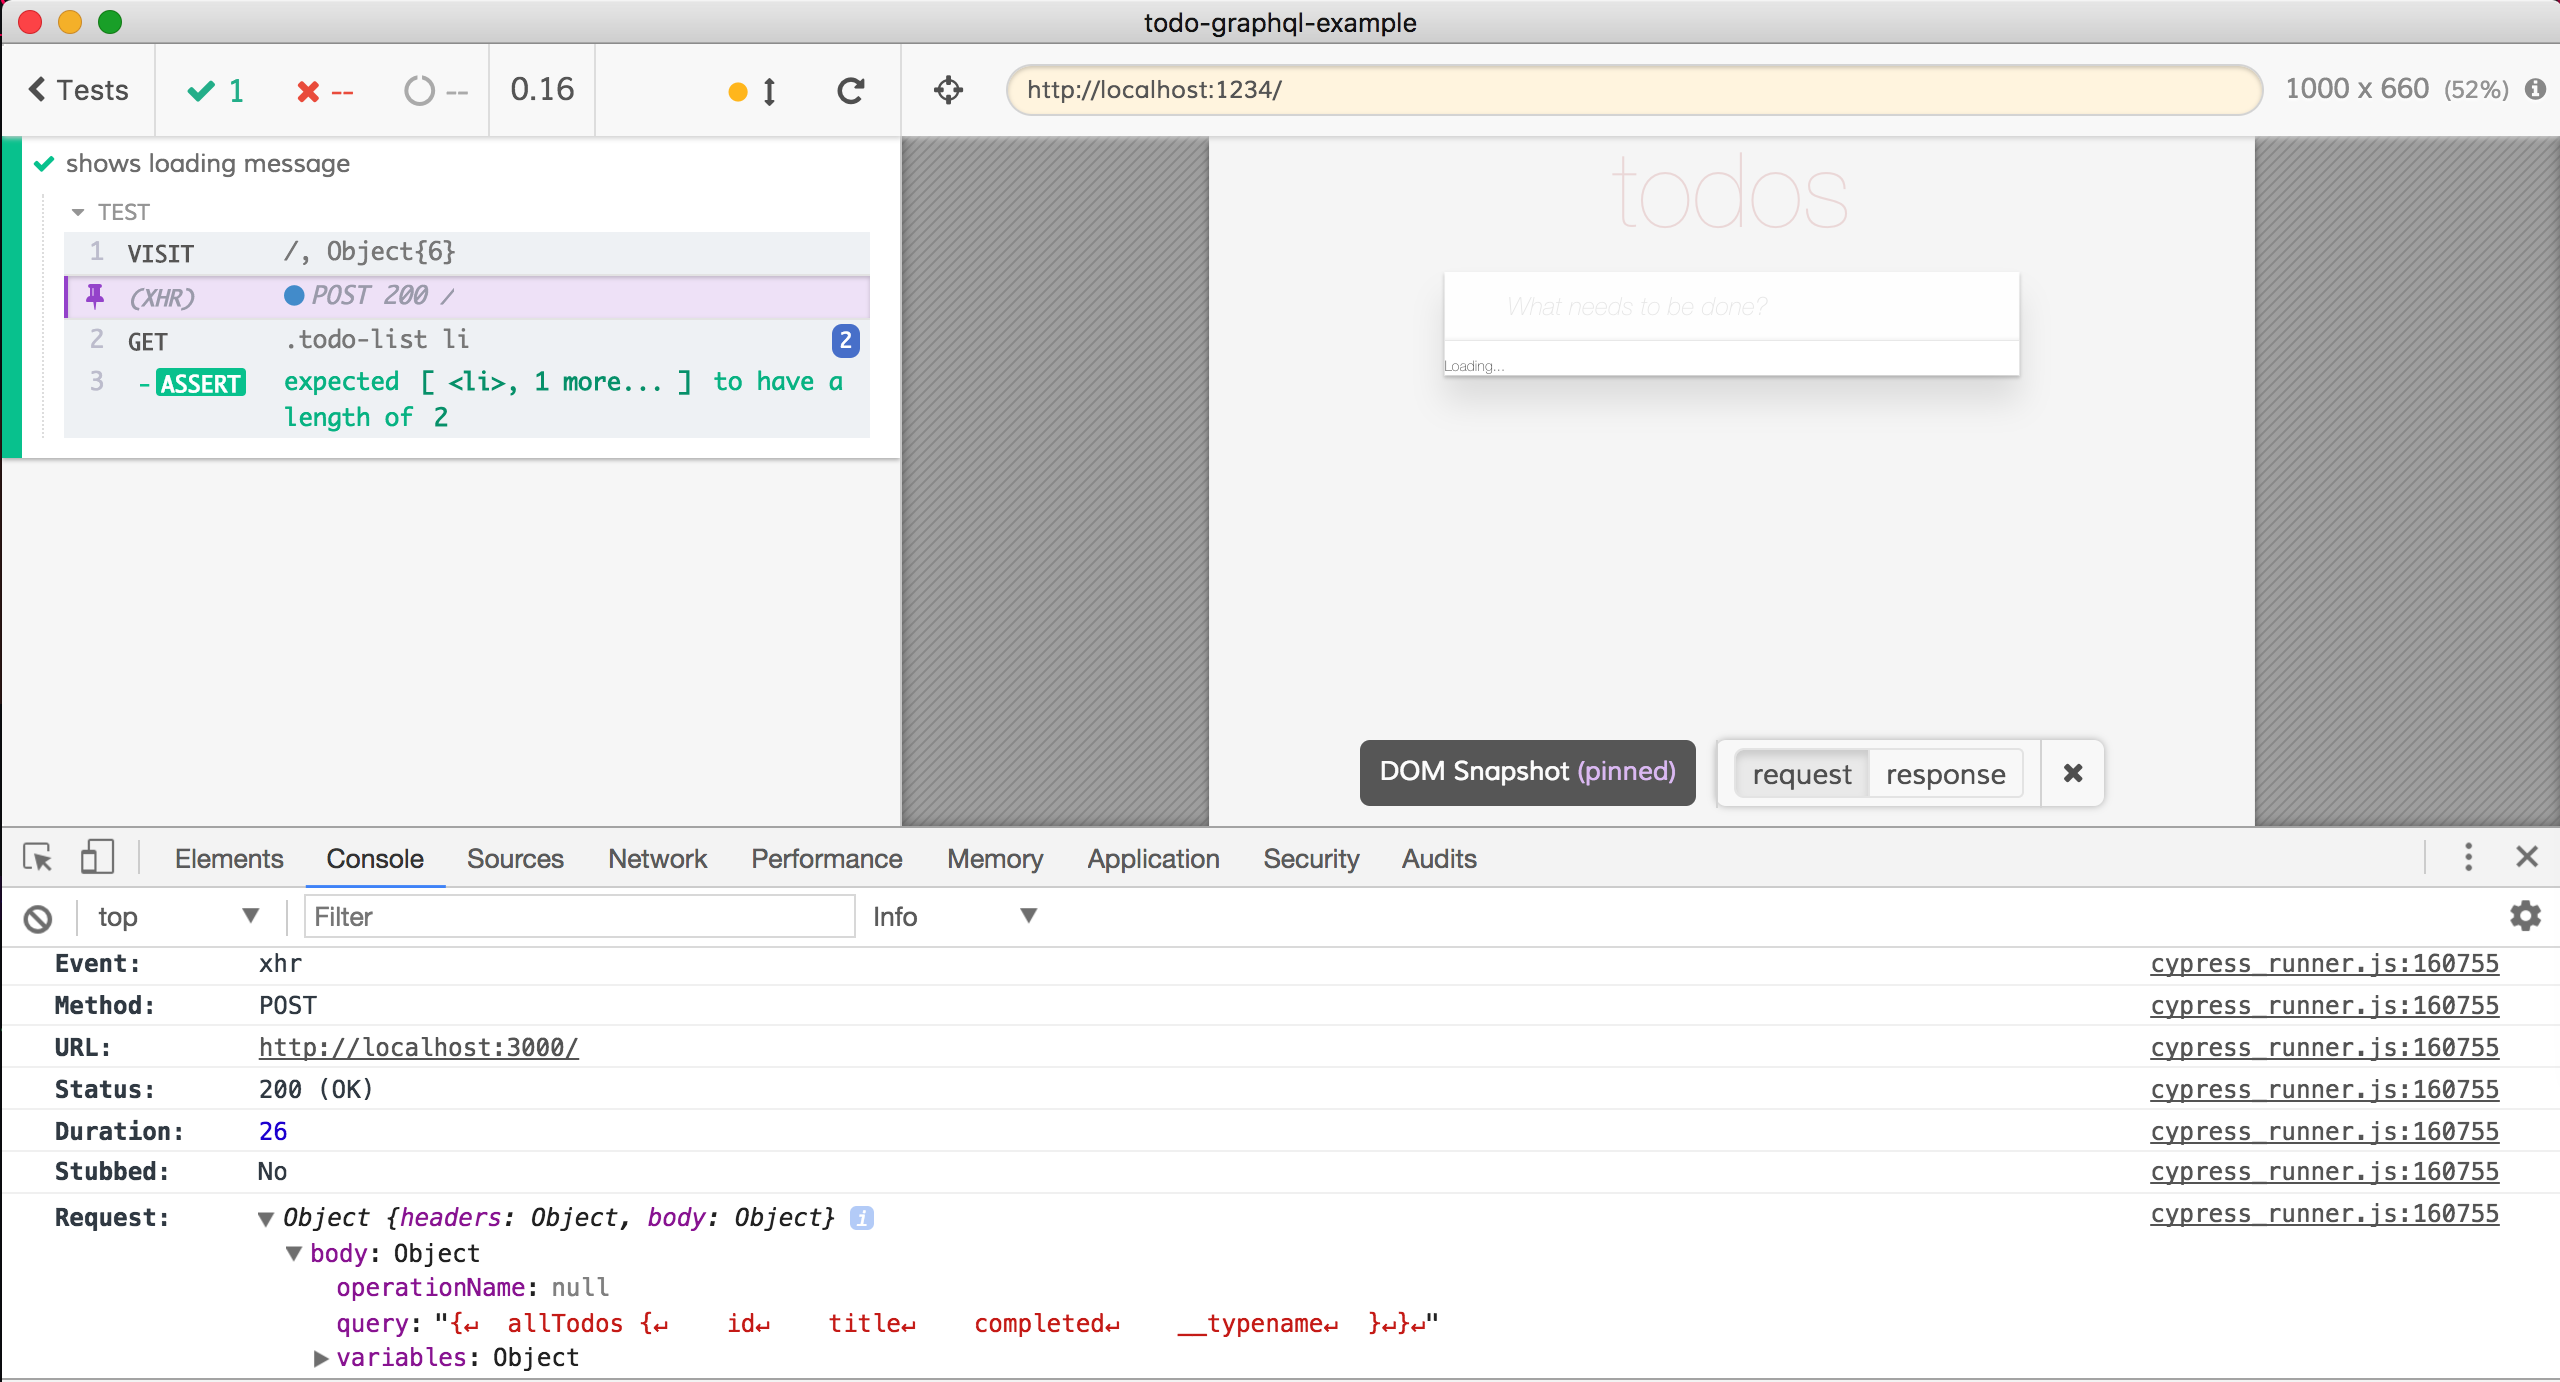 todo-graphql-example
Tests 1 -- -- 0.16 http://localhost:1234/ 1000 x 660 (52%)
shows loading message
TEST
1 VISIT /, Object{6}
(XHR) POST 200 /
2 GET .todo-list li 2
3 -ASSERT expected [ <li>, 1 more... ] to have a
length of 2
todos
What needs to be done?
Loading...
DOM Snapshot (pinned) request response
Elements Console Sources Network Performance Memory Application Security Audits
top Filter Info
Event: xhr cypress_runner.js:160755
Method: POST cypress_runner.js:160755
URL: http://localhost:3000/ cypress_runner.js:160755
Status: 200 (OK) cypress_runner.js:160755
Duration: 26 cypress_runner.js:160755
Stubbed: No cypress_runner.js:160755
Request: Object {headers: Object, body: Object} i cypress_runner.js:160755
body: Object
operationName: null
query: "{↵ allTodos {↵ id↵ title↵ completed↵ __typename↵ }↵}↵"
variables: Object